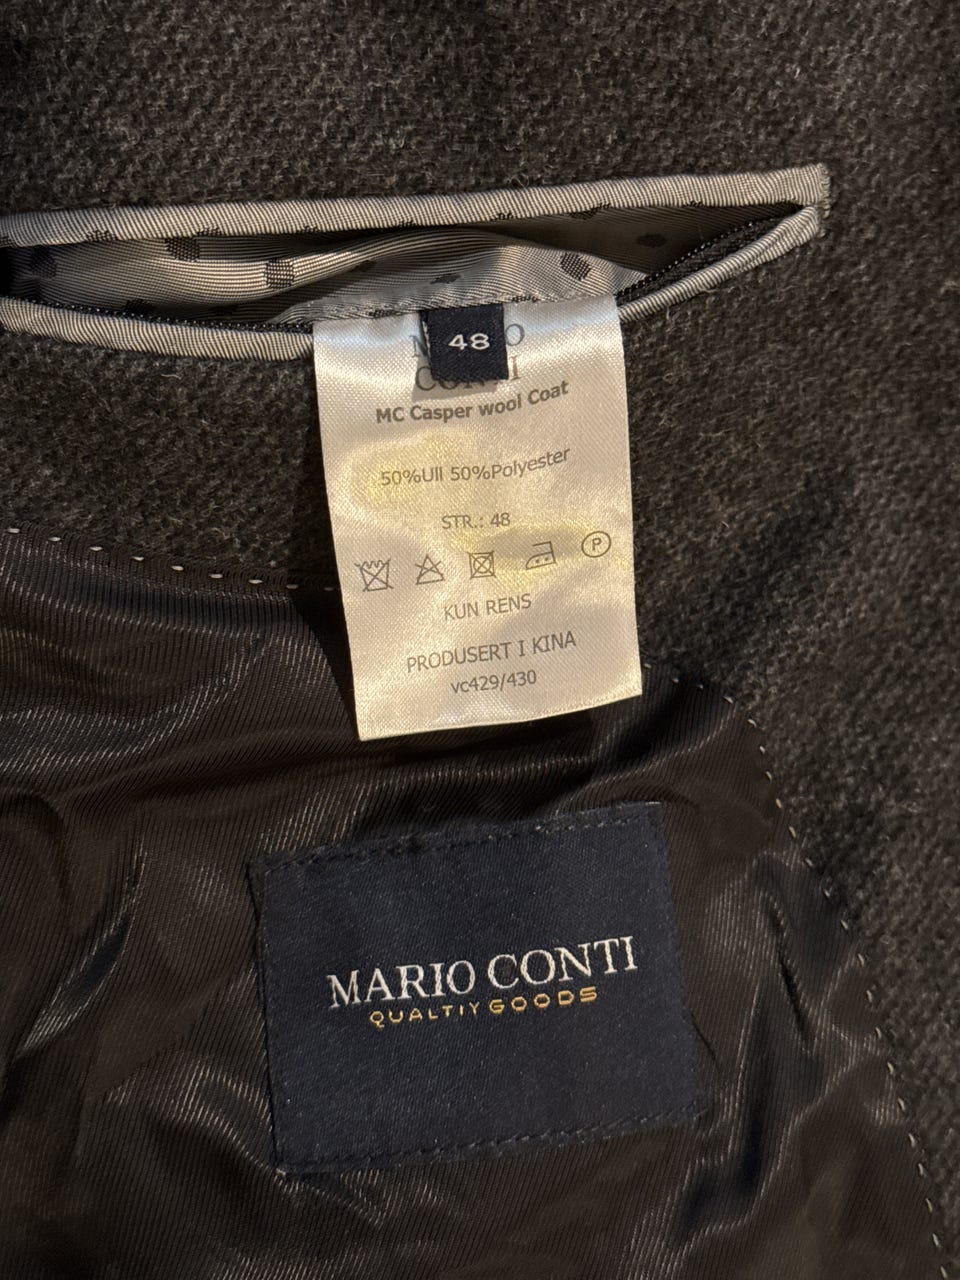 48
MC Casper wool Coat
50%Ull 50%Polyester
STR.: 48
P
KUN RENS
PRODUSERT I KINA
vc429/430
MARIO CONTI
QUALTIY GOODS